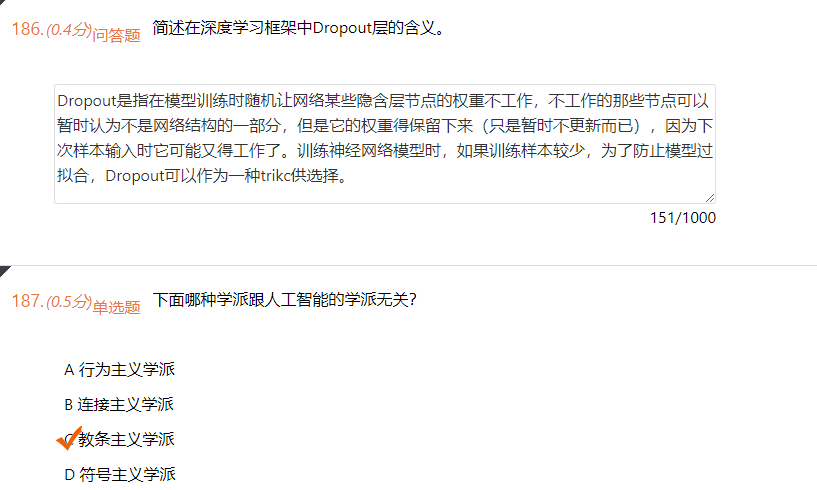 186.(0.4分)问答题 简述在深度学习框架中Dropout层的含义。
Dropout是指在模型训练时随机让网络某些隐含层节点的权重不工作，不工作的那些节点可以
暂时认为不是网络结构的一部分，但是它的权重得保留下来（只是暂时不更新而已），因为下
次样本输入时它可能又得工作了。训练神经网络模型时，如果训练样本较少，为了防止模型过
拟合，Dropout可以作为一种trikc供选择。
151/1000
187.(0.5分)单选题 下面哪种学派跟人工智能的学派无关？
A 行为主义学派
B 连接主义学派
C 教条主义学派
D 符号主义学派